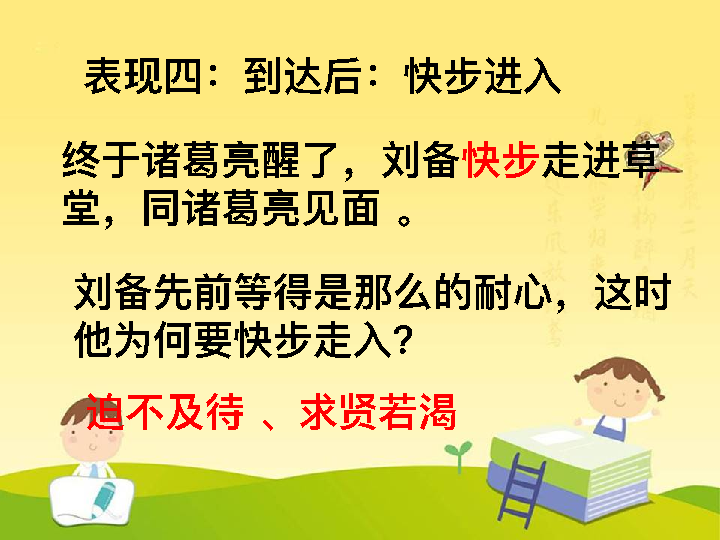 表现四：到达后：快步进入
终于诸葛亮醒了，刘备快步走进草
堂，同诸葛亮见面 。
刘备先前等得是那么的耐心，这时
他为何要快步走入？
迫不及待 、求贤若渴